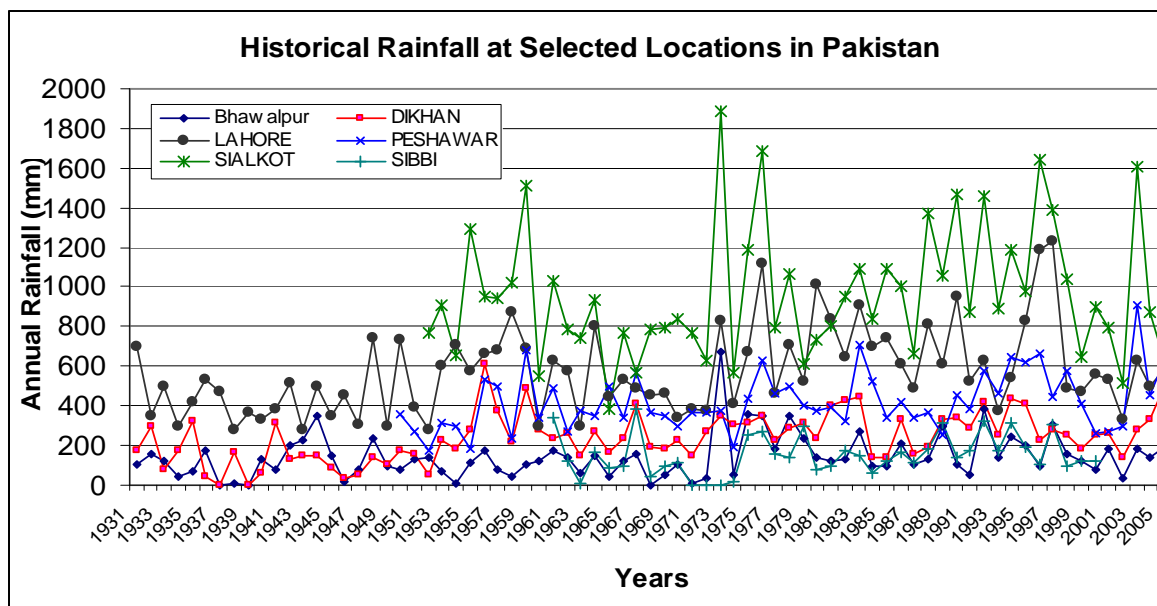 Historical Rainfall at Selected Locations in Pakistan
2000
1800
1600
1400
1200
1000
800
600
400
200
0
Annual Rainfall (mm)
Bhawalpur DIKHAN
LAHORE PESHAWAR
SIALKOT SIBBI
1931 1933 1935 1937 1939 1941 1943 1945 1947 1949 1951 1953 1955 1957 1959 1961 1963 1965 1967 1969 1971 1973 1975 1977 1979 1981 1983 1985 1987 1989 1991 1993 1995 1997 1999 2001 2003 2005
Years